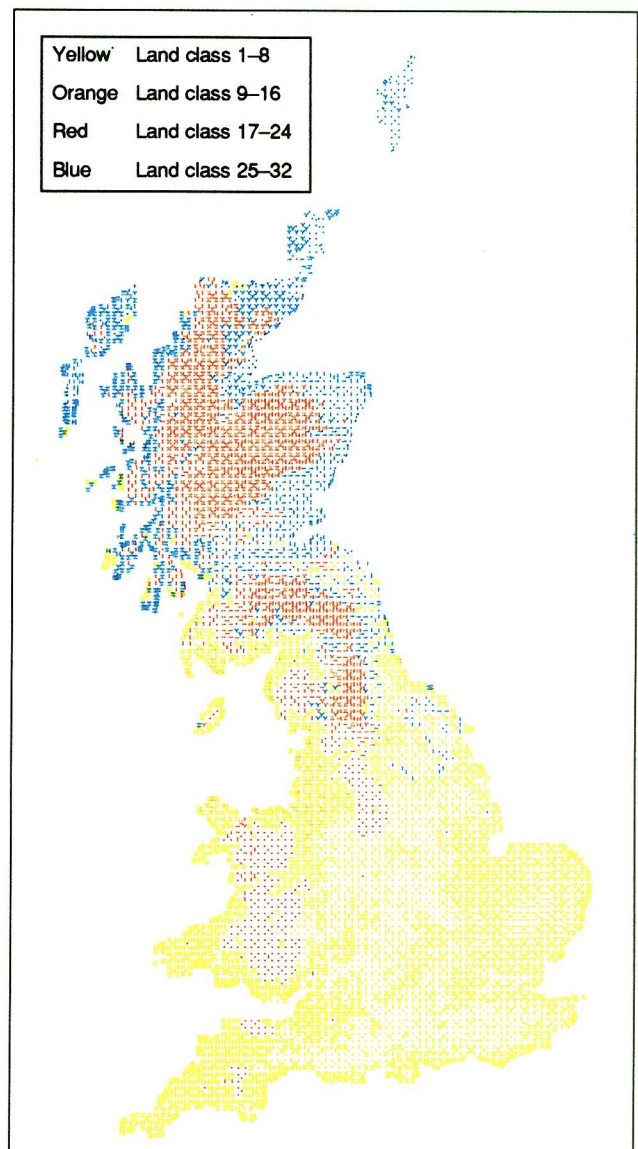 Yellow Land class 1–8
Orange Land class 9–16
Red Land class 17–24
Blue Land class 25–32